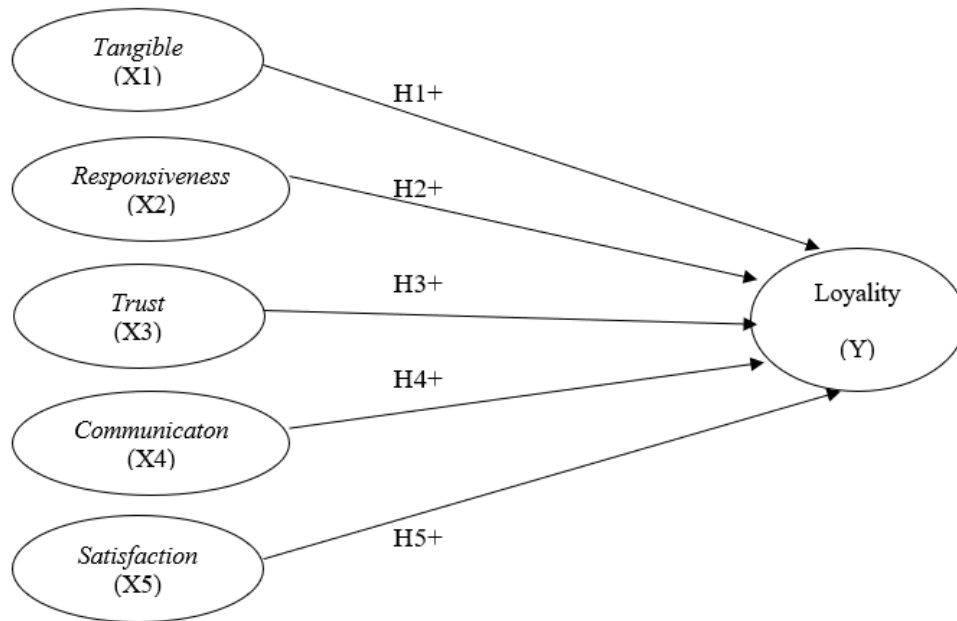 Tangible
(X1)
H1+
Responsiveness
(X2)
H2+
Trust
(X3)
H3+
Loyality
(Y)
Communicaton
(X4)
H4+
Satisfaction
(X5)
H5+